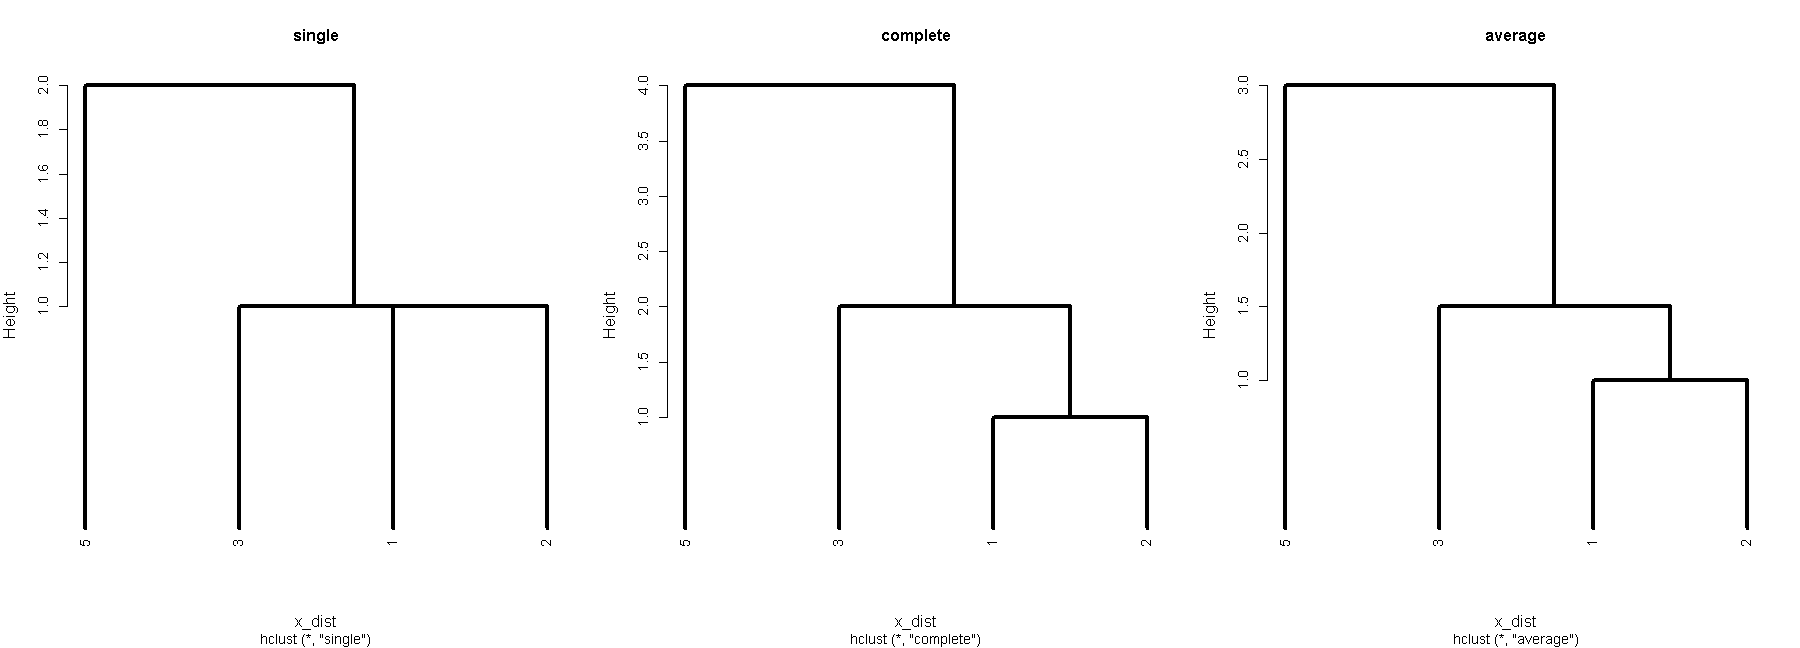 single
Height
1.0 1.2 1.4 1.6 1.8 2.0
5 3 1 2
x_dist
hclust (*, "single")
complete
Height
1.0 1.5 2.0 2.5 3.0 3.5 4.0
5 3 1 2
x_dist
hclust (*, "complete")
average
Height
1.0 1.5 2.0 2.5 3.0
5 3 1 2
x_dist
hclust (*, "average")